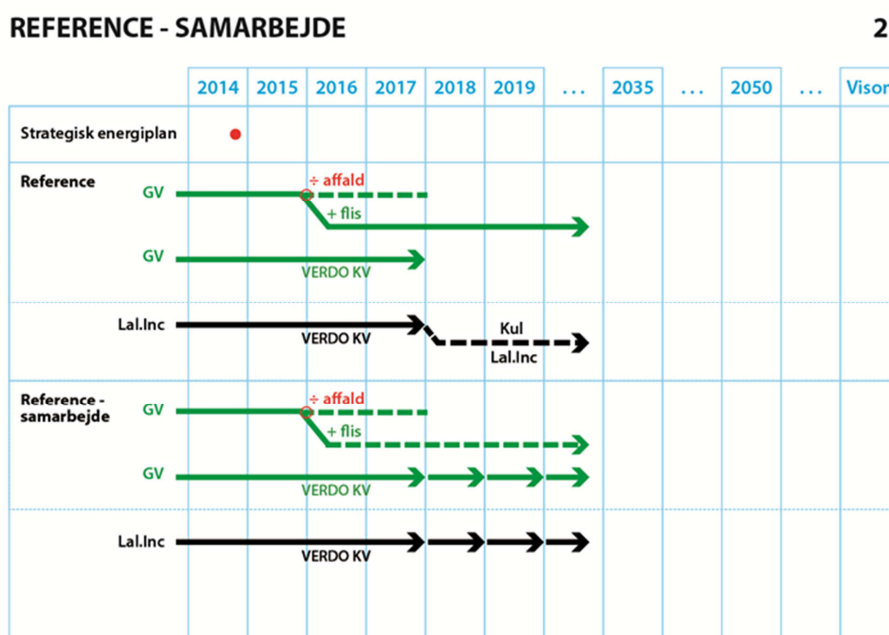 REFERENCE - SAMARBEJDE 2
2014 2015 2016 2017 2018 2019 ... 2035 ... 2050 ... Vison
Strategisk energiplan
Reference
÷ affald
GV
+ flis
GV
VERDO KV
Lal.Inc
VERDO KV
Kul
Lal.Inc
Reference -
samarbejde
÷ affald
GV
+ flis
GV
VERDO KV
Lal.Inc
VERDO KV